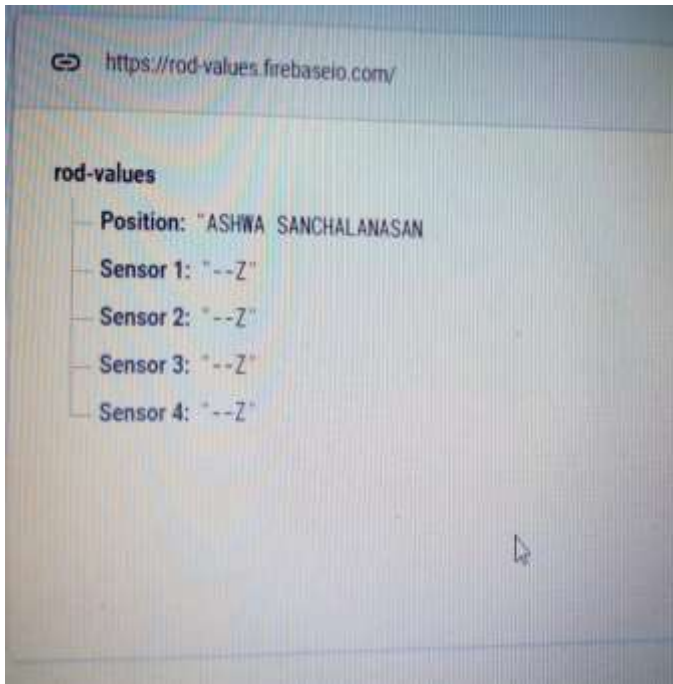 https://rod-values.firebaseio.com/
rod-values
Position: "ASHWA SANCHALANASAN
Sensor 1: "--Z"
Sensor 2: "--Z"
Sensor 3: "--Z"
Sensor 4: "--Z"